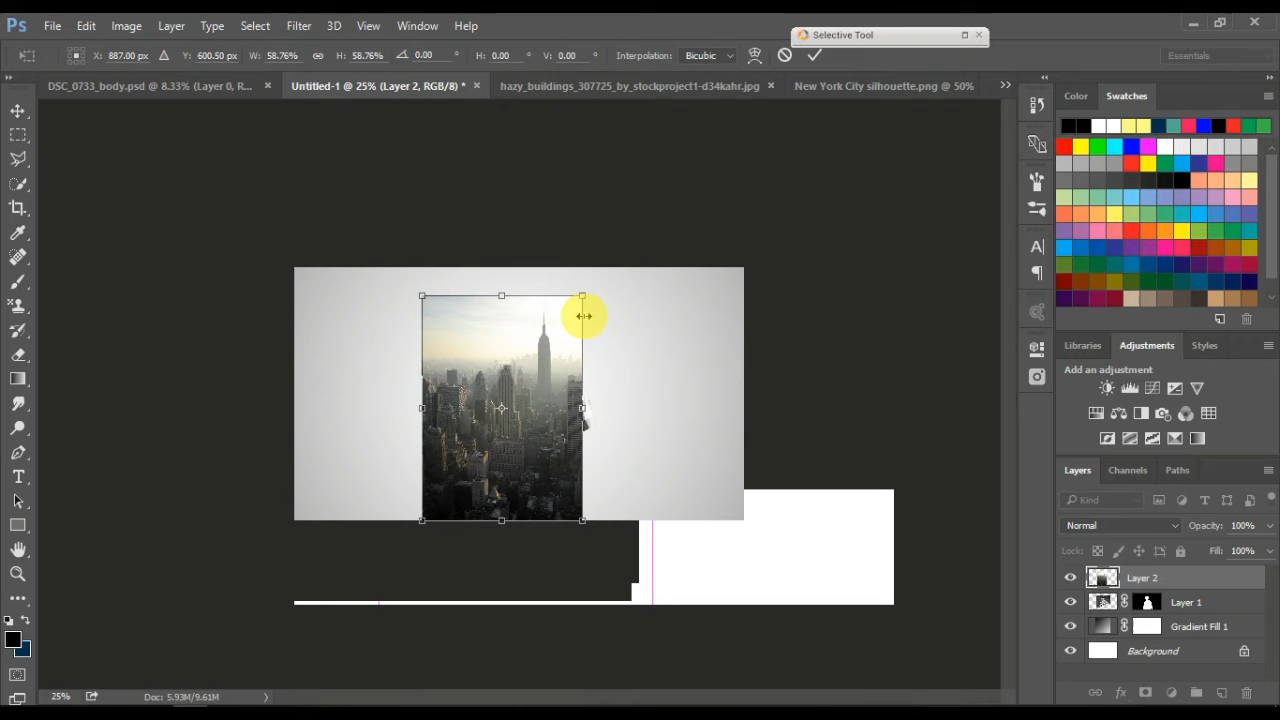 Ps File Edit Image Layer Type Select Filter 3D View Window Help
Selective Tool
X: 887.00 px Y: 600.50 px W: 58.76% H: 58.76% 0.00 ° H: 0.00 ° V: 0.00 ° Interpolation: Bicubic Essentials
DSC_0733_body.psd @ 8.33% (Layer 0, R... Untitled-1 @ 25% (Layer 2, RGB/8) * hazy_buildings_307725_by_stockproject1-d34kahr.jpg New York City silhouette.png @ 50%
Color Swatches
Libraries Adjustments Styles
Add an adjustment
Layers Channels Paths
Kind
Normal Opacity: 100%
Lock: Fill: 100%
Layer 2
Layer 1
Gradient Fill 1
Background
25% Doc: 5.93M/9.61M